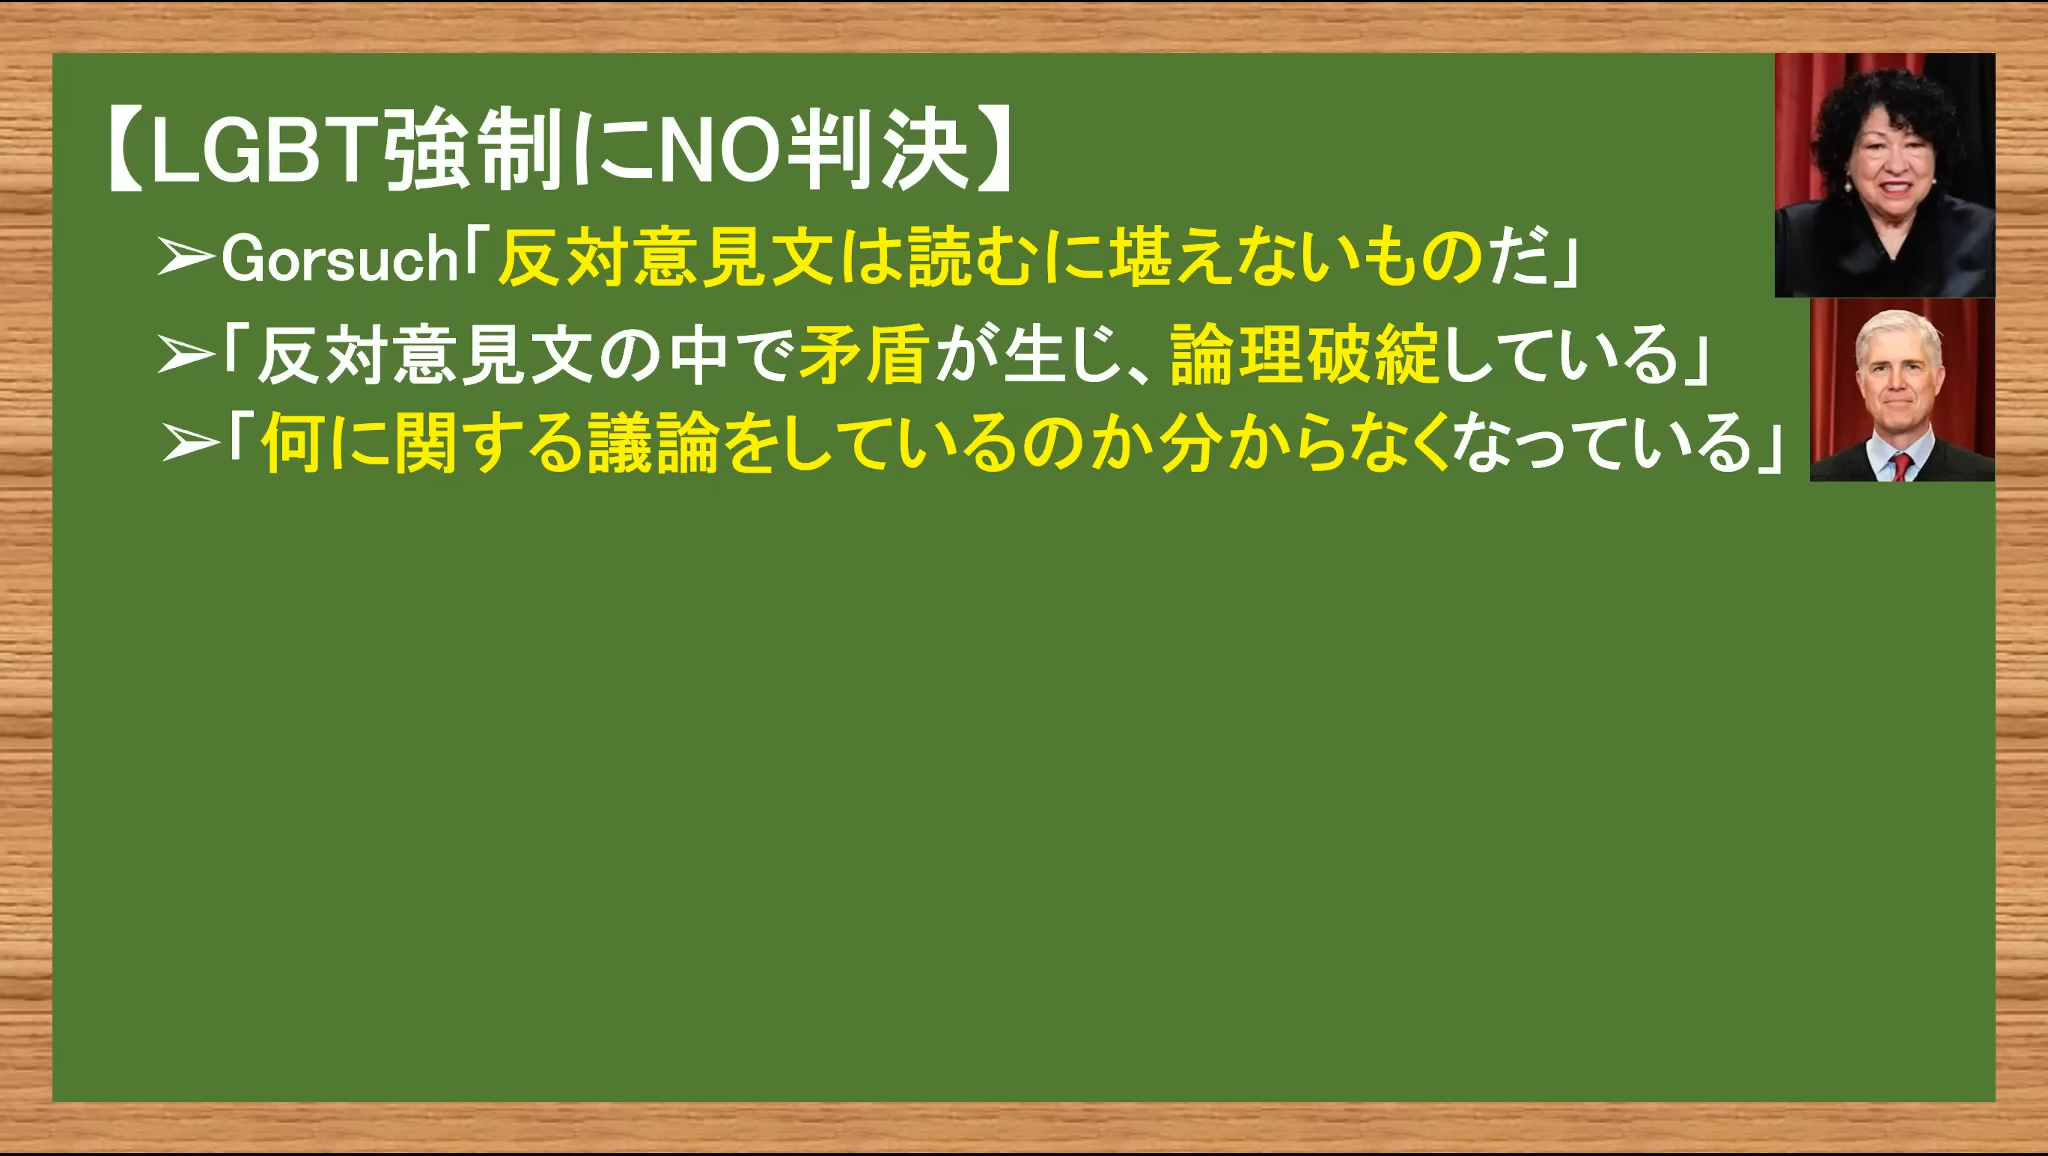 【LGBT強制にNO判決】
➢Gorsuch「反対意見文は読むに堪えないものだ」
➢「反対意見文の中で矛盾が生じ、論理破綻している」
➢「何に関する議論をしているのか分からなくなっている」